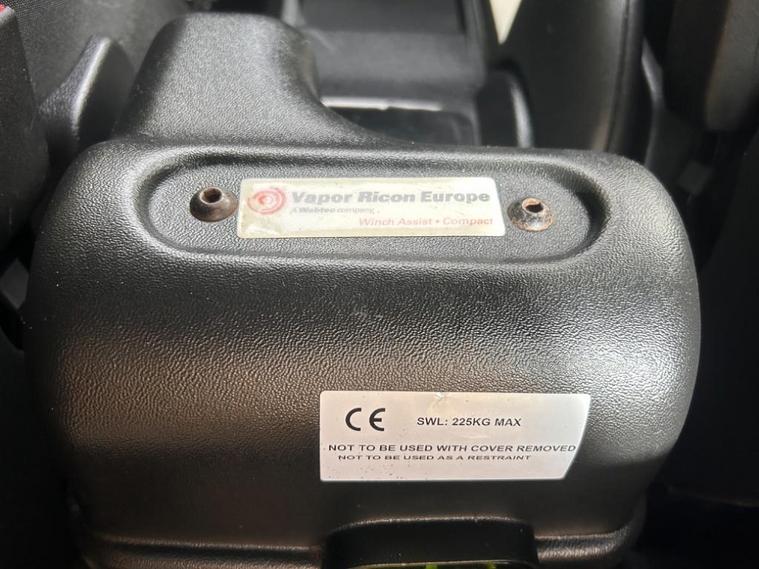 Vapor Ricon Europe
A Wabtec company
Winch Assist • Compact
CE SWL: 225KG MAX
NOT TO BE USED WITH COVER REMOVED
NOT TO BE USED AS A RESTRAINT